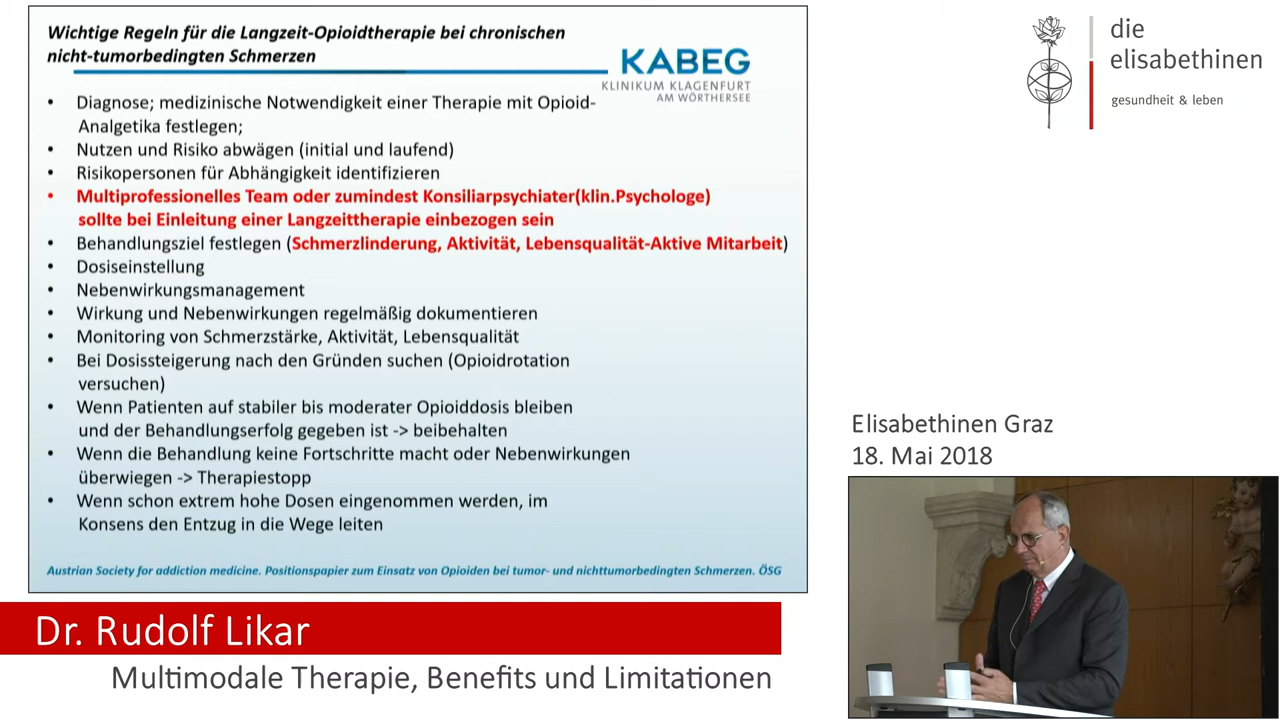 Wichtige Regeln für die Langzeit-Opioidtherapie bei chronischen
nicht-tumorbedingten Schmerzen
KABEG
KLINIKUM KLAGENFURT
AM WÖRTHERSEE
• Diagnose; medizinische Notwendigkeit einer Therapie mit Opioid-
Analgetika festlegen;
• Nutzen und Risiko abwägen (initial und laufend)
• Risikopersonen für Abhängigkeit identifizieren
• Multiprofessionelles Team oder zumindest Konsiliarpsychiater(klin.Psychologe)
sollte bei Einleitung einer Langzeittherapie einbezogen sein
• Behandlungsziel festlegen (Schmerzlinderung, Aktivität, Lebensqualität-Aktive Mitarbeit)
• Dosiseinstellung
• Nebenwirkungsmanagement
• Wirkung und Nebenwirkungen regelmäßig dokumentieren
• Monitoring von Schmerzstärke, Aktivität, Lebensqualität
• Bei Dosissteigerung nach den Gründen suchen (Opioidrotation
versuchen)
• Wenn Patienten auf stabiler bis moderater Opioiddosis bleiben
und der Behandlungserfolg gegeben ist -> beibehalten
• Wenn die Behandlung keine Fortschritte macht oder Nebenwirkungen
überwiegen -> Therapiestopp
• Wenn schon extrem hohe Dosen eingenommen werden, im
Konsens den Entzug in die Wege leiten
Austrian Society for addiction medicine. Positionspapier zum Einsatz von Opioiden bei tumor- und nichttumorbedingten Schmerzen. ÖSG
die
elisabethinen
gesundheit & leben
Elisabethinen Graz
18. Mai 2018
Dr. Rudolf Likar
Multimodale Therapie, Benefits und Limitationen